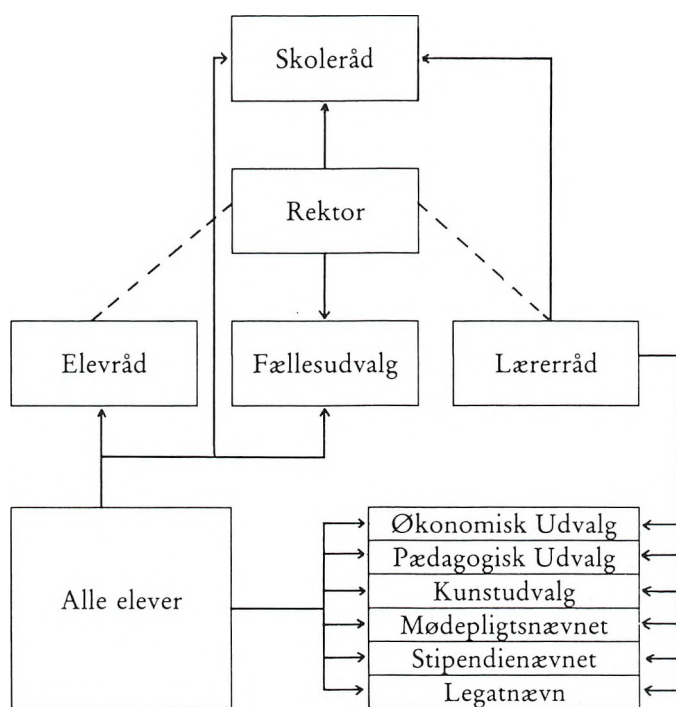 Skoleråd
Rektor
Elevråd
Fællesudvalg
Lærerråd
Alle elever
Økonomisk Udvalg
Pædagogisk Udvalg
Kunstudvalg
Mødepligtsnævnet
Stipendienævnet
Legatnævn